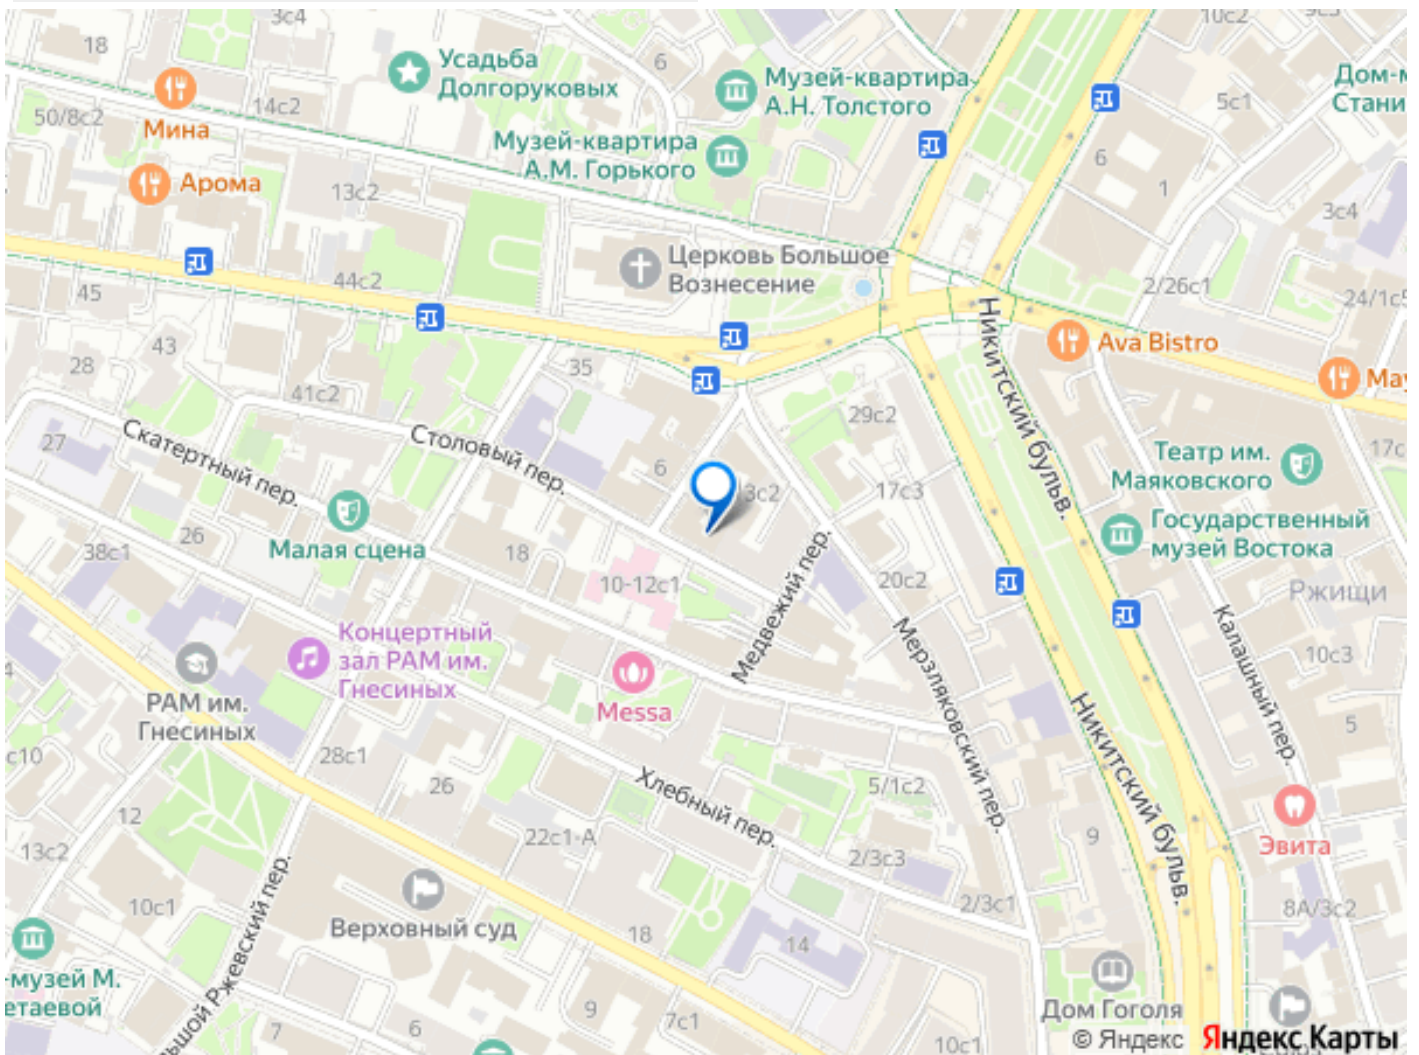 3с4
10с2
18
6
Усадьба
Долгоруковых
Музей-квартира
А.Н. Толстого
5с1
50/8с2
14с2
Мина
Музей-квартира
А.М. Горького
6
1
Арома
13с2
3с4
Церковь Большое
Вознесение
44с2
45
2/26с1
43
28
35
41с2
Никитский бульв.
Ava Bistro
29с2
27
Скатертный пер.
Столовый пер.
6
3с2
17с3
Театр им.
Маяковского
17с
Государственный
музей Востока
26
38с1
Малая сцена
18
10-12с1
20с2
Медвежий пер.
Мерзляковский пер.
Ржищи
Калашный пер.
10с3
5
Концертный
зал РАМ им.
Гнесиных
Messa
РАМ им.
Гнесиных
28с1
26
Хлебный пер.
5/1с2
Никитский бульв.
с10
12
13с2
22с1-А
2/3с3
9
Эвита
10с1
Верховный суд
18
14
2/3с1
8А/3с2
-музей М.
етаевой
шой Ржевский пер.
7
6
9
7с1
10с1
Дом Гоголя
© Яндекс Яндекс Карты